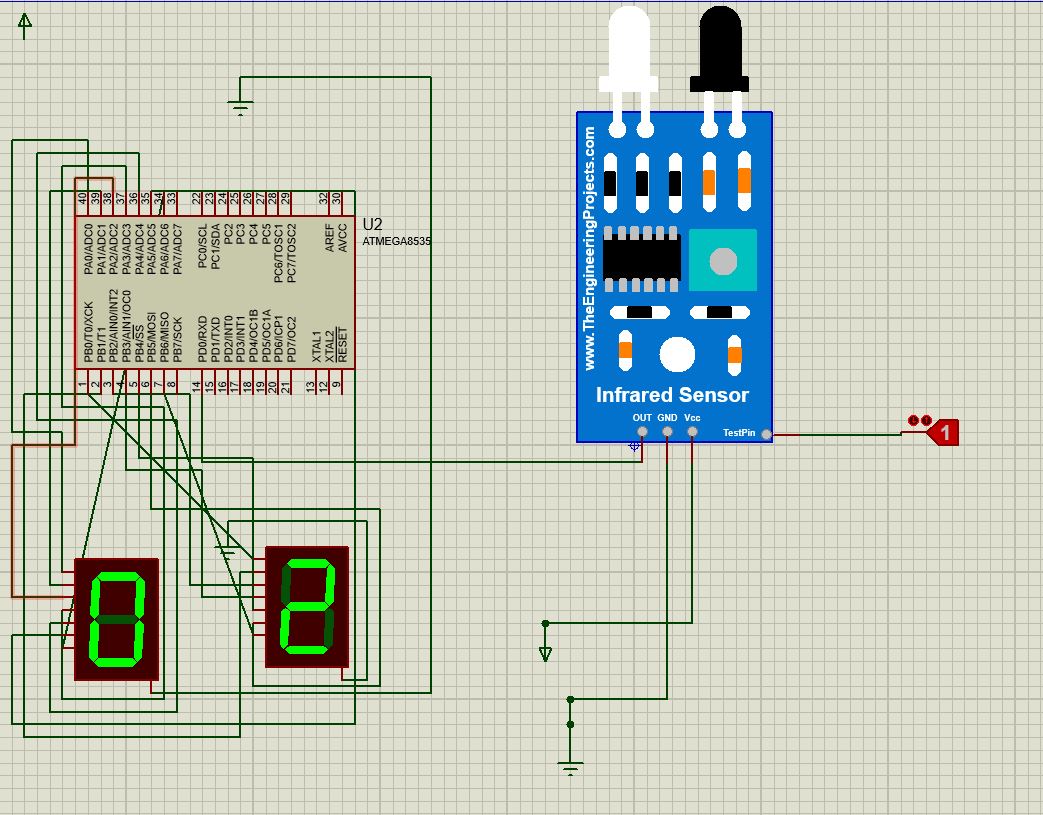 40
39
38
37
36
35
34
33
22
23
24
25
26
27
28
29
32
30
PA0/ADC0
PA1/ADC1
PA2/ADC2
PA3/ADC3
PA4/ADC4
PA5/ADC5
PA6/ADC6
PA7/ADC7
PC0/SCL
PC1/SDA
PC2
PC3
PC4
PC5
PC6/TOSC1
PC7/TOSC2
AREF
AVCC
U2
ATMEGA8535
PB0/T0/XCK
PB1/T1
PB2/AIN0/INT2
PB3/AIN1/OC0
PB4/SS
PB5/MOSI
PB6/MISO
PB7/SCK
PD0/RXD
PD1/TXD
PD2/INT0
PD3/INT1
PD4/OC1B
PD5/OC1A
PD6/ICP1
PD7/OC2
XTAL1
XTAL2
RESET
1
2
3
4
5
6
7
8
14
15
16
17
18
19
20
21
13
12
9
www.TheEngineeringProjects.com
Infrared Sensor
OUT GND Vcc
TestPin
1
0
2